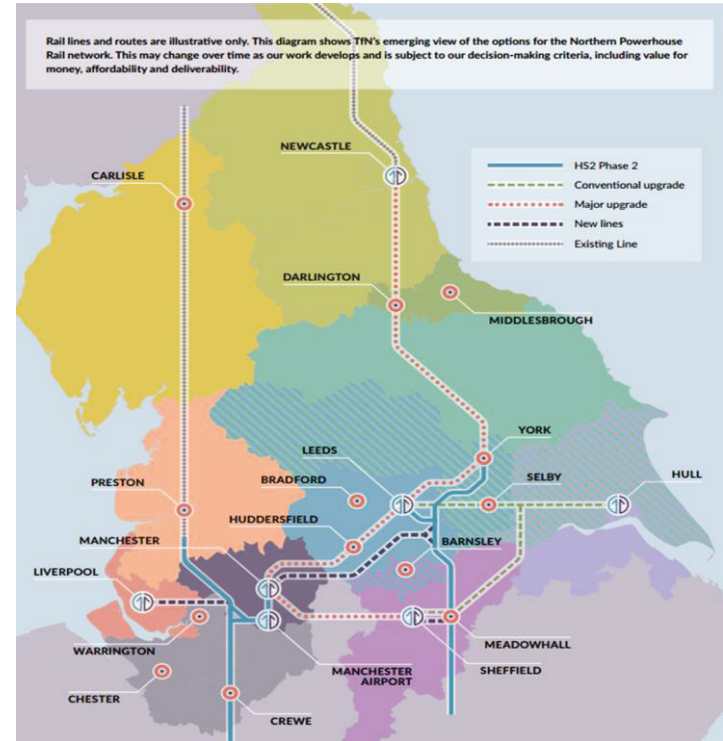 Rail lines and routes are illustrative only. This diagram shows TfN's emerging view of the options for the Northern Powerhouse
Rail network. This may change over time as our work develops and is subject to our decision-making criteria, including value for
money, affordability and deliverability.
NEWCASTLE
CARLISLE
HS2 Phase 2
Conventional upgrade
Major upgrade
New lines
Existing Line
DARLINGTON
MIDDLESBROUGH
YORK
LEEDS
BRADFORD
SELBY
HULL
PRESTON
HUDDERSFIELD
MANCHESTER
BARNSLEY
LIVERPOOL
WARRINGTON
MEADOWHALL
MANCHESTER
AIRPORT
SHEFFIELD
CHESTER
CREWE